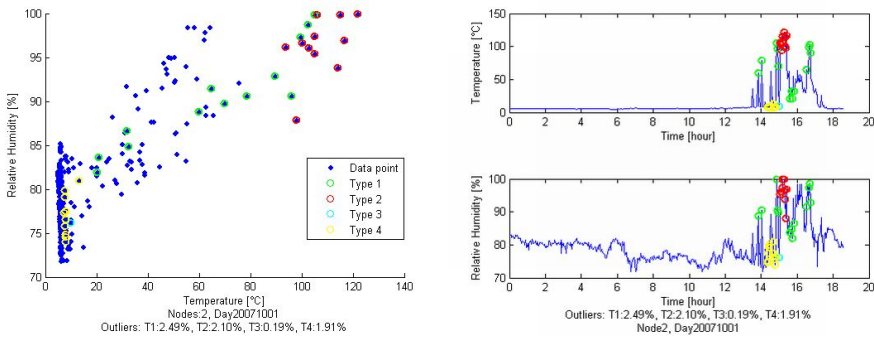 100
95
90
85
80
75
70
Relative Humidity [%]
0 20 40 60 80 100 120 140
Temperature [°C]
Nodes:2, Day20071001
Outliers: T1:2.49%, T2:2.10%, T3:0.19%, T4:1.91%
Data point
Type 1
Type 2
Type 3
Type 4
150
100
50
0
Temperature [°C]
0 2 4 6 8 10 12 14 16 18 20
Time [hour]
100
90
80
70
Relative Humidity [%]
0 2 4 6 8 10 12 14 16 18 20
Time [hour]
Outliers: T1:2.49%, T2:2.10%, T3:0.19%, T4:1.91%
Node2, Day20071001